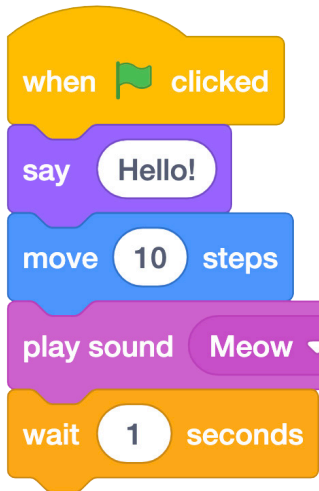 when clicked
say Hello!
move 10 steps
play sound Meow
wait 1 seconds